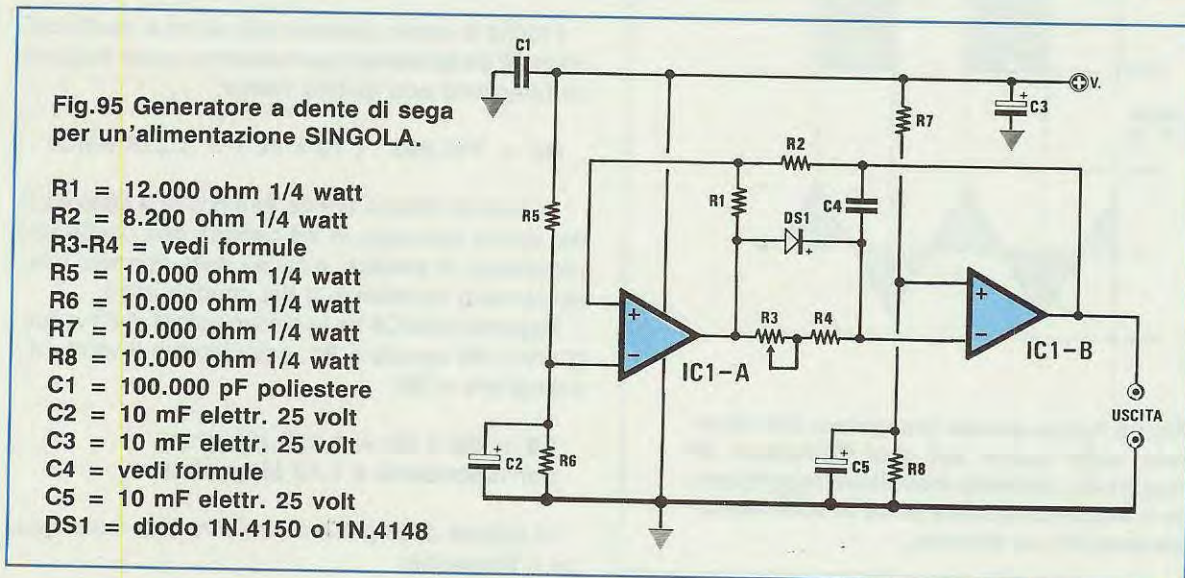 Fig.95 Generatore a dente di sega
per un'alimentazione SINGOLA.
R1 = 12.000 ohm 1/4 watt
R2 = 8.200 ohm 1/4 watt
R3-R4 = vedi formule
R5 = 10.000 ohm 1/4 watt
R6 = 10.000 ohm 1/4 watt
R7 = 10.000 ohm 1/4 watt
R8 = 10.000 ohm 1/4 watt
C1 = 100.000 pF poliestere
C2 = 10 mF elettr. 25 volt
C3 = 10 mF elettr. 25 volt
C4 = vedi formule
C5 = 10 mF elettr. 25 volt
DS1 = diodo 1N.4150 o 1N.4148
C1
V.
C3
R7
R2
R5
R1
C4
DS1
R3
R4
IC1-A
IC1-B
USCITA
C2
R6
C5
R8